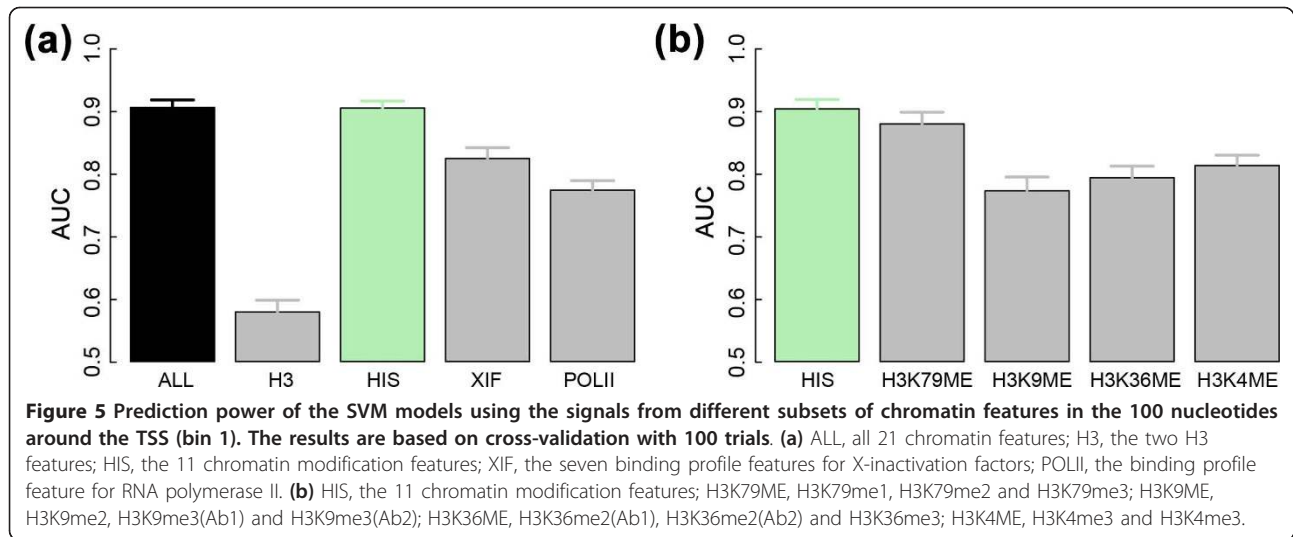 (a)
1.0
0.9
0.8
0.7
0.6
0.5
AUC
ALL H3 HIS XIF POLII
(b)
1.0
0.9
0.8
0.7
0.6
0.5
AUC
HIS H3K79ME H3K9ME H3K36ME H3K4ME
Figure 5 Prediction power of the SVM models using the signals from different subsets of chromatin features in the 100 nucleotides
around the TSS (bin 1). The results are based on cross-validation with 100 trials. (a) ALL, all 21 chromatin features; H3, the two H3
features; HIS, the 11 chromatin modification features; XIF, the seven binding profile features for X-inactivation factors; POLII, the binding profile
feature for RNA polymerase II. (b) HIS, the 11 chromatin modification features; H3K79ME, H3K79me1, H3K79me2 and H3K79me3; H3K9ME,
H3K9me2, H3K9me3(Ab1) and H3K9me3(Ab2); H3K36ME, H3K36me2(Ab1), H3K36me2(Ab2) and H3K36me3; H3K4ME, H3K4me3 and H3K4me3.